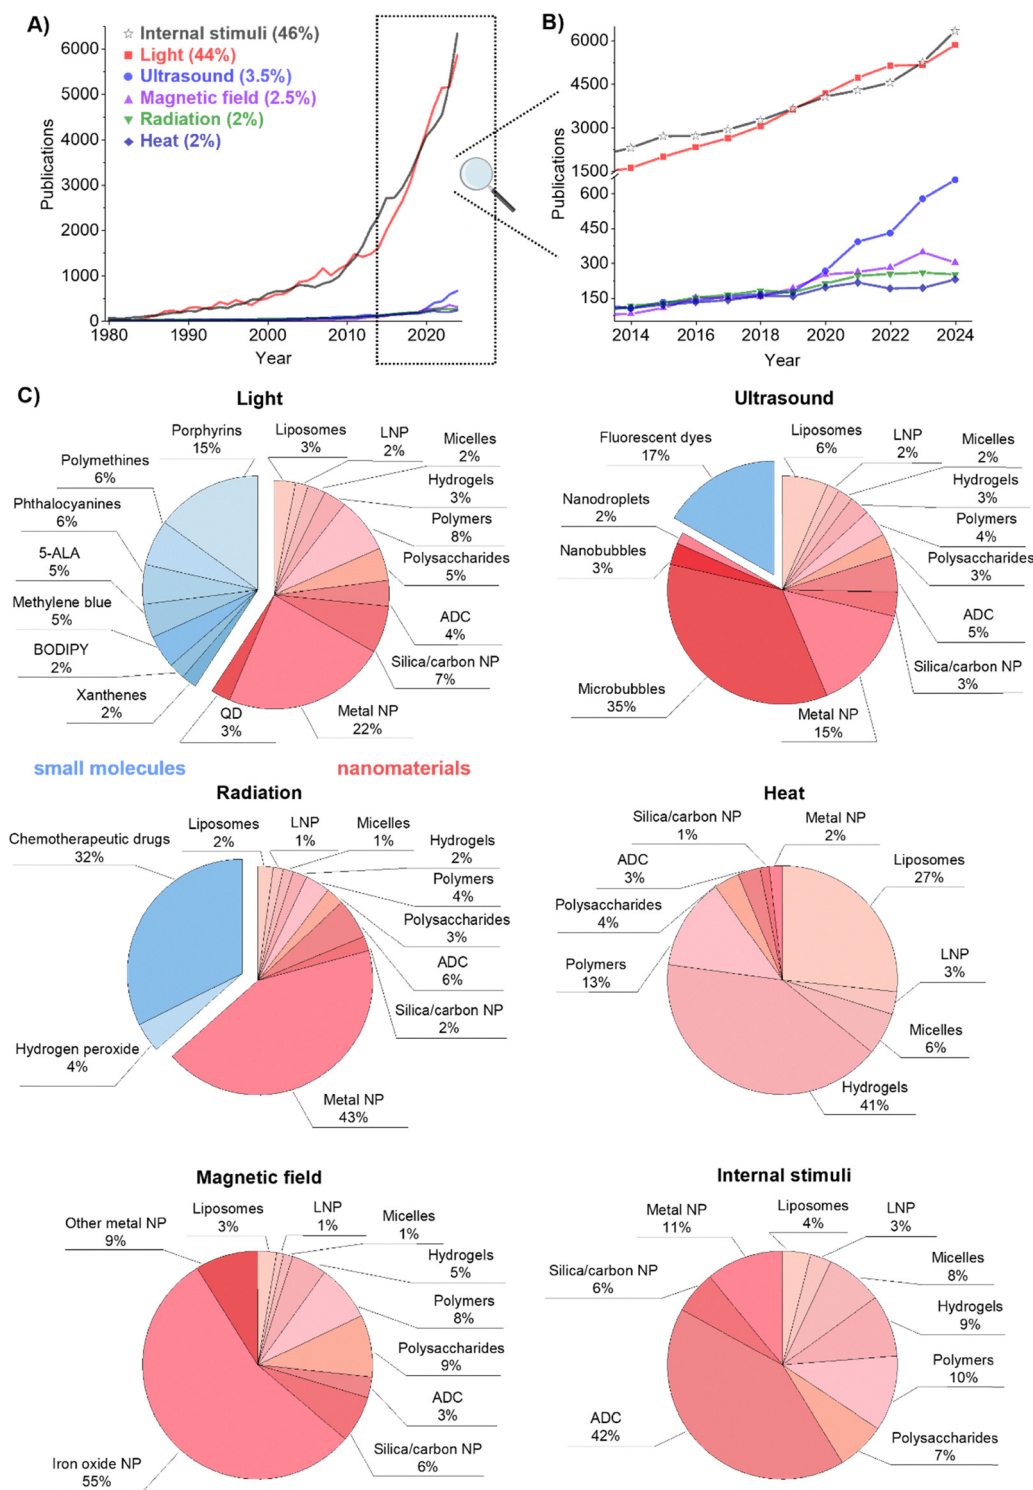 A)
Internal stimuli (46%)
Light (44%)
Ultrasound (3.5%)
Magnetic field (2.5%)
Radiation (2%)
Heat (2%)
Publications
6000
5000
4000
3000
2000
1000
0
1980
1990
2000
2010
2020
Year
B)
Publications
6000
4500
3000
1500
600
450
300
150
2014
2016
2018
2020
2022
2024
Year
C)
Light
Porphyrins
15%
Polymethines
6%
Phthalocyanines
6%
5-ALA
5%
Methylene blue
5%
BODIPY
2%
Xanthenes
2%
Liposomes
3%
LNP
2%
Micelles
2%
Hydrogels
3%
Polymers
8%
Polysaccharides
5%
ADC
4%
Silica/carbon NP
7%
Metal NP
22%
QD
3%
Ultrasound
Fluorescent dyes
17%
Nanodroplets
2%
Nanobubbles
3%
Microbubbles
35%
Liposomes
6%
LNP
2%
Micelles
2%
Hydrogels
3%
Polymers
4%
Polysaccharides
3%
ADC
5%
Silica/carbon NP
3%
Metal NP
15%
small molecules
nanomaterials
Radiation
Chemotherapeutic drugs
32%
Hydrogen peroxide
4%
Liposomes
2%
LNP
1%
Micelles
1%
Hydrogels
2%
Polymers
4%
Polysaccharides
3%
ADC
6%
Silica/carbon NP
2%
Metal NP
43%
Heat
Silica/carbon NP
1%
Metal NP
2%
ADC
3%
Polysaccharides
4%
Polymers
13%
Liposomes
27%
LNP
3%
Micelles
6%
Hydrogels
41%
Magnetic field
Other metal NP
9%
Liposomes
3%
LNP
1%
Micelles
1%
Hydrogels
5%
Polymers
8%
Polysaccharides
9%
ADC
3%
Silica/carbon NP
6%
Iron oxide NP
55%
Internal stimuli
Metal NP
11%
Silica/carbon NP
6%
ADC
42%
Liposomes
4%
LNP
3%
Micelles
8%
Hydrogels
9%
Polymers
10%
Polysaccharides
7%